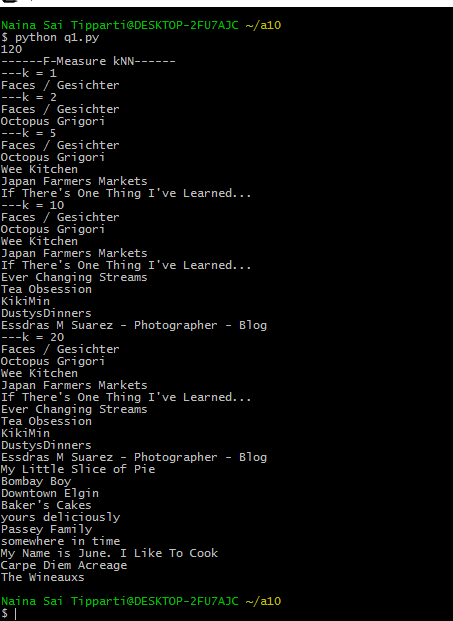 Naina Sai Tipparti@DESKTOP-2FU7AJC ~/a10
$ python q1.py
120
------F-Measure kNN------
---k = 1
Faces / Gesichter
---k = 2
Faces / Gesichter
Octopus Grigori
---k = 5
Faces / Gesichter
Octopus Grigori
Wee Kitchen
Japan Farmers Markets
If There's One Thing I've Learned...
---k = 10
Faces / Gesichter
Octopus Grigori
Wee Kitchen
Japan Farmers Markets
If There's One Thing I've Learned...
Ever Changing Streams
Tea Obsession
KikiMin
DustysDinners
Essdras M Suarez - Photographer - Blog
---k = 20
Faces / Gesichter
Octopus Grigori
Wee Kitchen
Japan Farmers Markets
If There's One Thing I've Learned...
Ever Changing Streams
Tea Obsession
KikiMin
DustysDinners
Essdras M Suarez - Photographer - Blog
My Little Slice of Pie
Bombay Boy
Downtown Elgin
Baker's Cakes
yours deliciously
Passey Family
somewhere in time
My Name is June. I Like To Cook
Carpe Diem Acreage
The Wineauxs
Naina Sai Tipparti@DESKTOP-2FU7AJC ~/a10
$